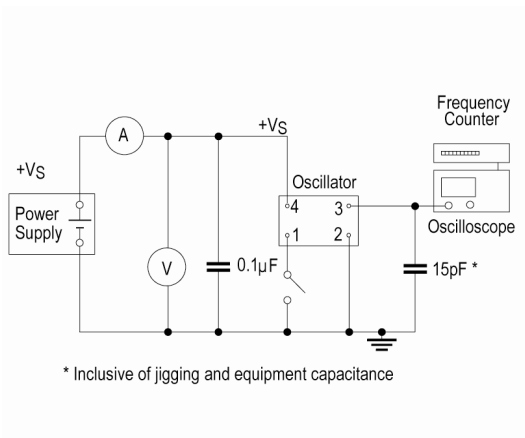 Frequency
Counter
A
+VS
+VS
Oscillator
4 3
1 2
Power
Supply
Oscilloscope
V
0.1µF
15pF *
* Inclusive of jigging and equipment capacitance